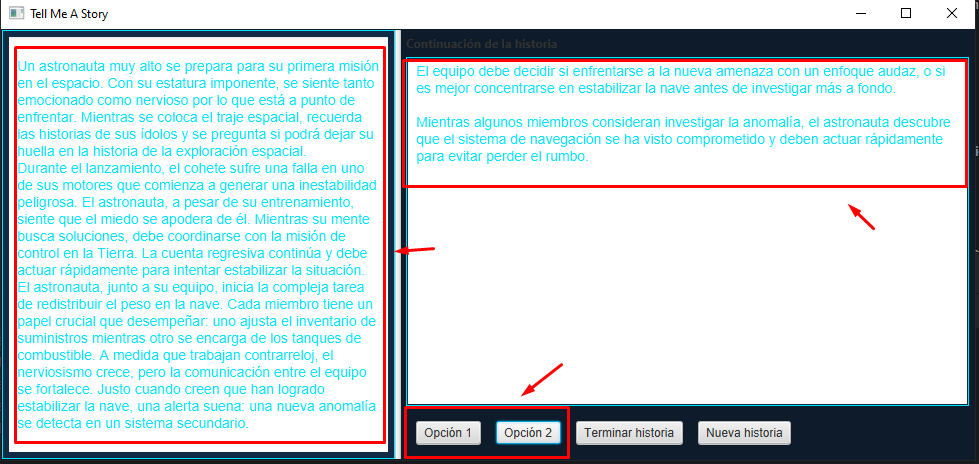 Tell Me A Story
Un astronauta muy alto se prepara para su primera misión
en el espacio. Con su estatura imponente, se siente tanto
emocionado como nervioso por lo que está a punto de
enfrentar. Mientras se coloca el traje espacial, recuerda
las historias de sus ídolos y se pregunta si podrá dejar su
huella en la historia de la exploración espacial.
Durante el lanzamiento, el cohete sufre una falla en uno
de sus motores que comienza a generar una inestabilidad
peligrosa. El astronauta, a pesar de su entrenamiento,
siente que el miedo se apodera de él. Mientras su mente
busca soluciones, debe coordinarse con la misión de
control en la Tierra. La cuenta regresiva continúa y debe
actuar rápidamente para intentar estabilizar la situación.
El astronauta, junto a su equipo, inicia la compleja tarea
de redistribuir el peso en la nave. Cada miembro tiene un
papel crucial que desempeñar: uno ajusta el inventario de
suministros mientras otro se encarga de los tanques de
combustible. A medida que trabajan contrarreloj, el
nerviosismo crece, pero la comunicación entre el equipo
se fortalece. Justo cuando creen que han logrado
estabilizar la nave, una alerta suena: una nueva anomalía
se detecta en un sistema secundario.
Continuación de la historia
El equipo debe decidir si enfrentarse a la nueva amenaza con un enfoque audaz, o si
es mejor concentrarse en estabilizar la nave antes de investigar más a fondo.
Mientras algunos miembros consideran investigar la anomalía, el astronauta descubre
que el sistema de navegación se ha visto comprometido y deben actuar rápidamente
para evitar perder el rumbo.
Opción 1 Opción 2 Terminar historia Nueva historia